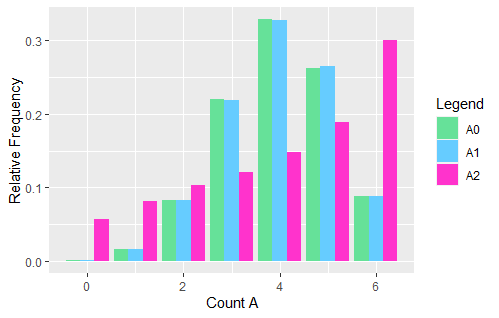 Relative Frequency
0.3
0.2
0.1
0.0
0 2 4 6
Count A
Legend
A0
A1
A2